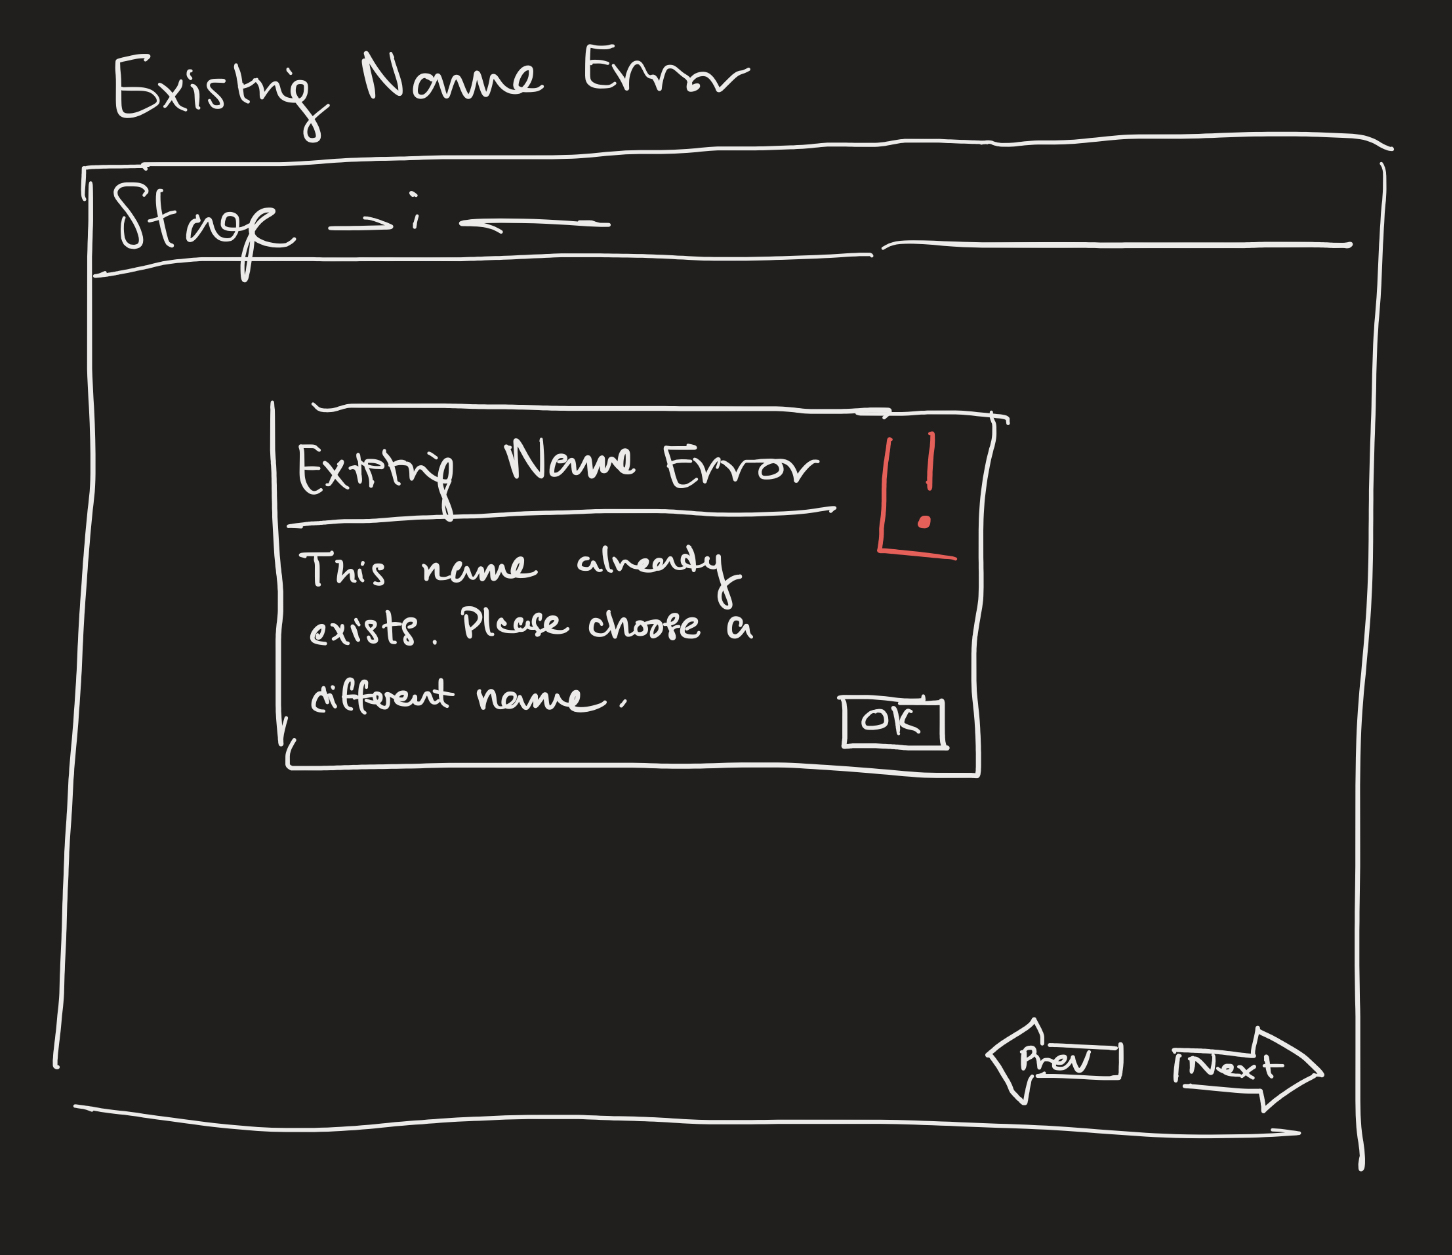 Existing Name Error
Stage → i ←
Existing Name Error !
This name already
exists. Please choose a
different name.
OK
Prev Next